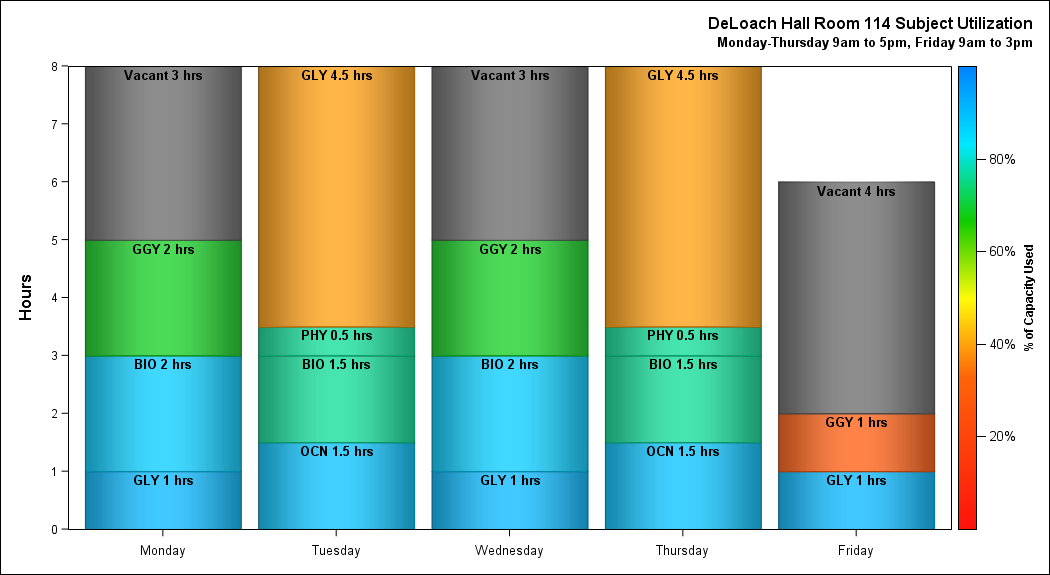 DeLoach Hall Room 114 Subject Utilization
Monday-Thursday 9am to 5pm, Friday 9am to 3pm
Hours
8
7
6
5
4
3
2
1
0
Vacant 3 hrs
GGY 2 hrs
BIO 2 hrs
GLY 1 hrs
GLY 4.5 hrs
PHY 0.5 hrs
BIO 1.5 hrs
OCN 1.5 hrs
Vacant 3 hrs
GGY 2 hrs
BIO 2 hrs
GLY 1 hrs
GLY 4.5 hrs
PHY 0.5 hrs
BIO 1.5 hrs
OCN 1.5 hrs
Vacant 4 hrs
GGY 1 hrs
GLY 1 hrs
Monday Tuesday Wednesday Thursday Friday
80%
60%
40%
20%
% of Capacity Used